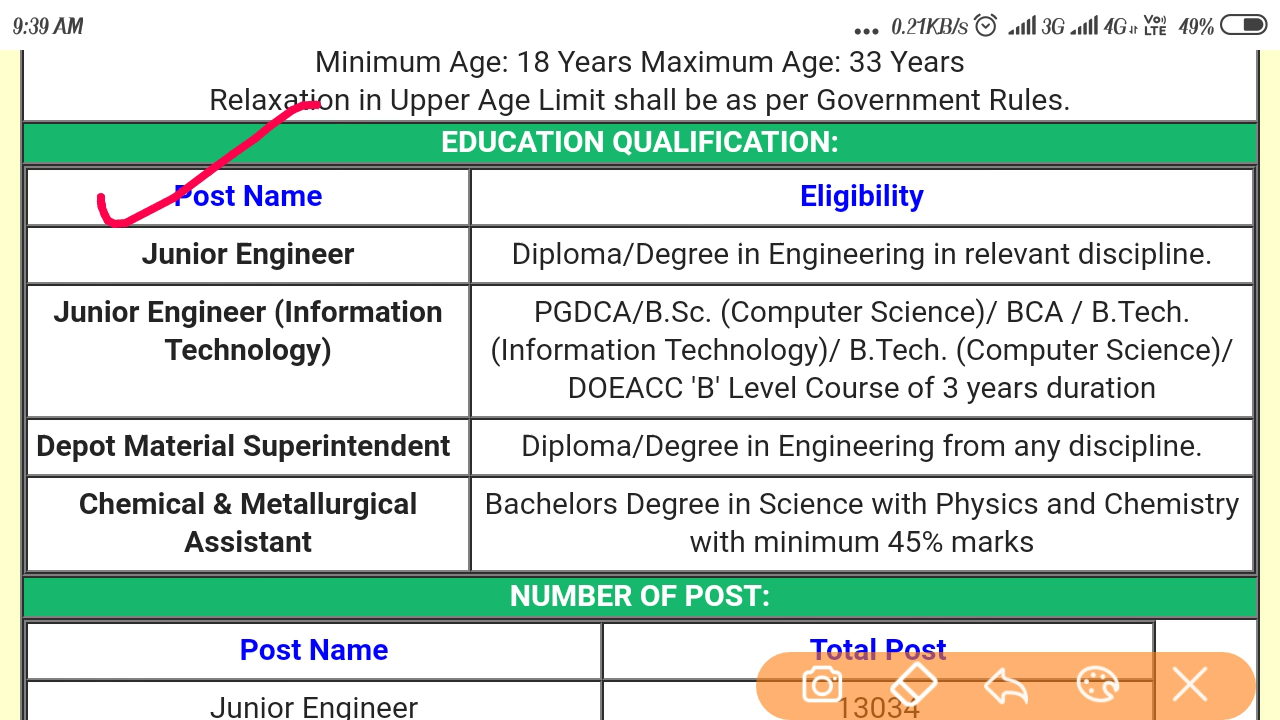 9:39 AM ... 0.21KB/s 3G 4G VoLTE 49%
Minimum Age: 18 Years Maximum Age: 33 Years
Relaxation in Upper Age Limit shall be as per Government Rules.
EDUCATION QUALIFICATION:
Post Name Eligibility
Junior Engineer Diploma/Degree in Engineering in relevant discipline.
Junior Engineer (Information
Technology)
PGDCA/B.Sc. (Computer Science)/ BCA / B.Tech.
(Information Technology)/ B.Tech. (Computer Science)/
DOEACC 'B' Level Course of 3 years duration
Depot Material Superintendent Diploma/Degree in Engineering from any discipline.
Chemical & Metallurgical
Assistant
Bachelors Degree in Science with Physics and Chemistry
with minimum 45% marks
NUMBER OF POST:
Post Name Total Post
Junior Engineer 13034